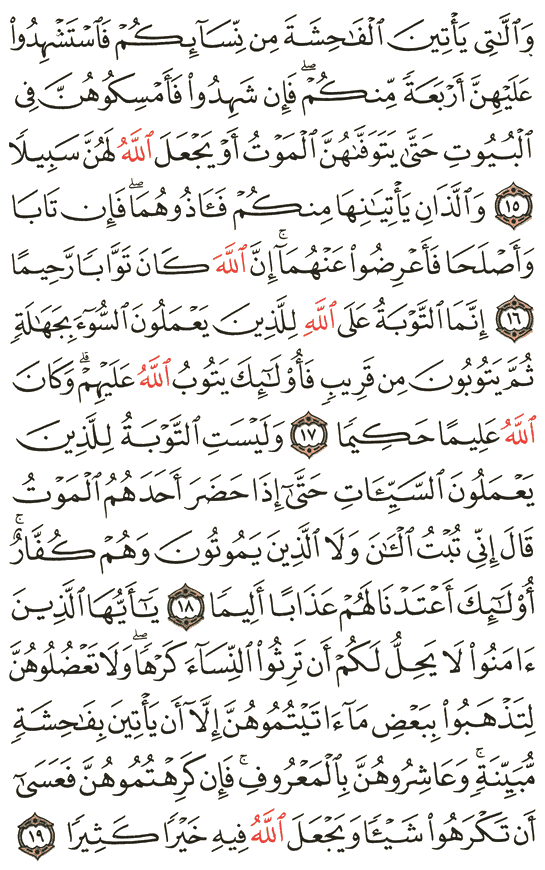 وَٱلَّٰتِي يَأۡتِينَ ٱلۡفَٰحِشَةَ مِن نِّسَآئِكُمۡ فَٱسۡتَشۡهِدُواْ
عَلَيۡهِنَّ أَرۡبَعَةٗ مِّنكُمۡۖ فَإِن شَهِدُواْ فَأَمۡسِكُوهُنَّ فِي
ٱلۡبُيُوتِ حَتَّىٰ يَتَوَفَّىٰهُنَّ ٱلۡمَوۡتُ أَوۡ يَجۡعَلَ ٱللَّهُ لَهُنَّ سَبِيلٗا
١٥ وَٱلَّذَانِ يَأۡتِيَٰنِهَا مِنكُمۡ فَـَٔاذُوهُمَاۖ فَإِن تَابَا
وَأَصۡلَحَا فَأَعۡرِضُواْ عَنۡهُمَآۗ إِنَّ ٱللَّهَ كَانَ تَوَّابٗا رَّحِيمًا
١٦ إِنَّمَا ٱلتَّوۡبَةُ عَلَى ٱللَّهِ لِلَّذِينَ يَعۡمَلُونَ ٱلسُّوٓءَ بِجَهَٰلَةٖ
ثُمَّ يَتُوبُونَ مِن قَرِيبٖ فَأُوْلَٰٓئِكَ يَتُوبُ ٱللَّهُ عَلَيۡهِمۡۗ وَكَانَ
ٱللَّهُ عَلِيمًا حَكِيمٗا ١٧ وَلَيۡسَتِ ٱلتَّوۡبَةُ لِلَّذِينَ
يَعۡمَلُونَ ٱلسَّيِّـَٔاتِ حَتَّىٰٓ إِذَا حَضَرَ أَحَدَهُمُ ٱلۡمَوۡتُ
قَالَ إِنِّي تُبۡتُ ٱلۡـَٰٔنَ وَلَا ٱلَّذِينَ يَمُوتُونَ وَهُمۡ كُفَّارٌۚ
أُوْلَٰٓئِكَ أَعۡتَدۡنَا لَهُمۡ عَذَابًا أَلِيمٗا ١٨ يَٰٓأَيُّهَا ٱلَّذِينَ
ءَامَنُواْ لَا يَحِلُّ لَكُمۡ أَن تَرِثُواْ ٱلنِّسَآءَ كَرۡهٗاۖ وَلَا تَعۡضُلُوهُنَّ
لِتَذۡهَبُواْ بِبَعۡضِ مَآ ءَاتَيۡتُمُوهُنَّ إِلَّآ أَن يَأۡتِينَ بِفَٰحِشَةٖ
مُّبَيِّنَةٖۚ وَعَاشِرُوهُنَّ بِٱلۡمَعۡرُوفِۚ فَإِن كَرِهۡتُمُوهُنَّ فَعَسَىٰٓ
أَن تَكۡرَهُواْ شَيۡـٔٗا وَيَجۡعَلَ ٱللَّهُ فِيهِ خَيۡرٗا كَثِيرٗا ١٩